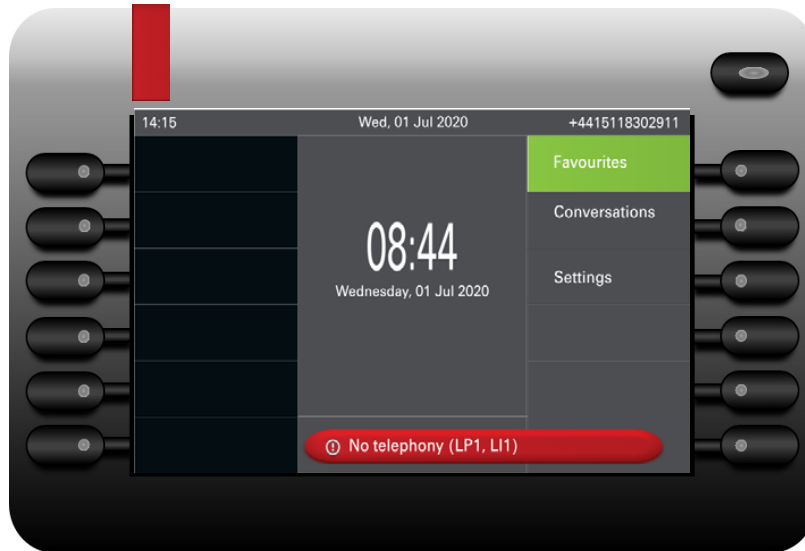 14:15 Wed, 01 Jul 2020 +4415118302911
Favourites
Conversations
08:44
Wednesday, 01 Jul 2020
Settings
No telephony (LP1, LI1)